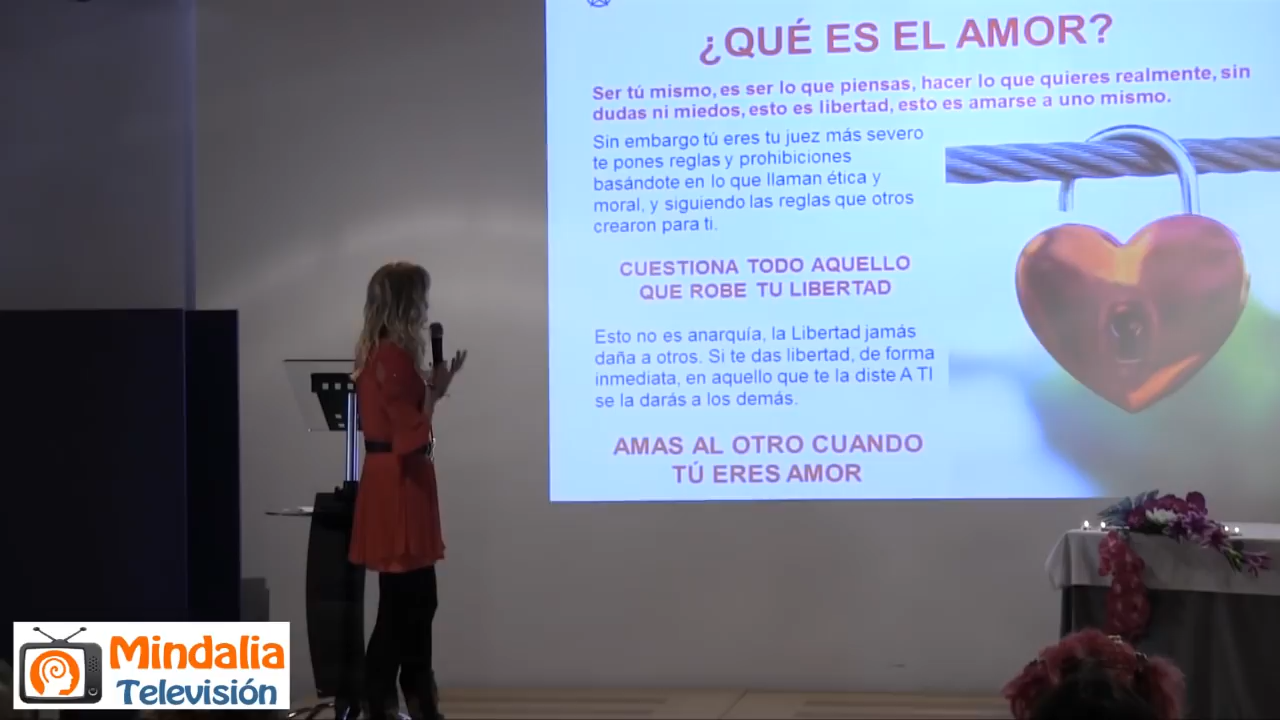 ¿QUÉ ES EL AMOR?
Ser tú mismo, es ser lo que piensas, hacer lo que quieres realmente, sin
dudas ni miedos, esto es libertad, esto es amarse a uno mismo.
Sin embargo tú eres tu juez más severo
te pones reglas y prohibiciones
basándote en lo que llaman ética y
moral, y siguiendo las reglas que otros
crearon para ti.
CUESTIONA TODO AQUELLO
QUE ROBE TU LIBERTAD
Esto no es anarquía, la Libertad jamás
daña a otros. Si te das libertad, de forma
inmediata, en aquello que te la diste A TI
se la darás a los demás.
AMAS AL OTRO CUANDO
TÚ ERES AMOR
Mindalia
Televisión